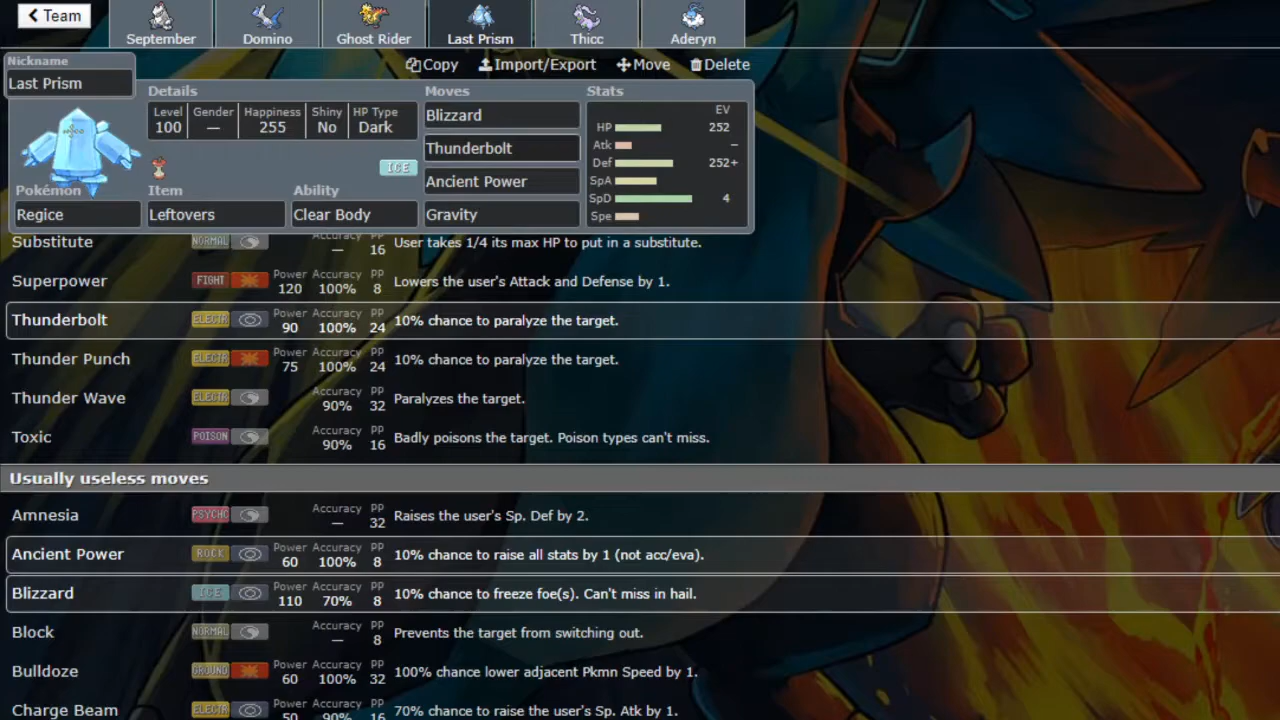 Team
September Domino Ghost Rider Last Prism Thicc Aderyn
Copy Import/Export Move Delete
Nickname
Last Prism
Details Moves Stats
Level Gender Happiness Shiny HP Type
100 — 255 No Dark
Blizzard
Thunderbolt
Ancient Power
Gravity
EV
HP 252
Atk –
Def 252+
SpA
SpD 4
Spe
ICE
Pokémon Item Ability
Regice Leftovers Clear Body
Substitute NORMAL Accuracy — 16 User takes 1/4 its max HP to put in a substitute.
Superpower FIGHT Power 120 Accuracy 100% PP 8 Lowers the user's Attack and Defense by 1.
Thunderbolt ELECTR Power 90 Accuracy 100% PP 24 10% chance to paralyze the target.
Thunder Punch ELECTR Power 75 Accuracy 100% PP 24 10% chance to paralyze the target.
Thunder Wave ELECTR Accuracy 90% PP 32 Paralyzes the target.
Toxic POISON Accuracy 90% PP 16 Badly poisons the target. Poison types can't miss.
Usually useless moves
Amnesia PSYCHC Accuracy — PP 32 Raises the user's Sp. Def by 2.
Ancient Power ROCK Power 60 Accuracy 100% PP 8 10% chance to raise all stats by 1 (not acc/eva).
Blizzard ICE Power 110 Accuracy 70% PP 8 10% chance to freeze foe(s). Can't miss in hail.
Block NORMAL Accuracy — PP 8 Prevents the target from switching out.
Bulldoze GROUND Power 60 Accuracy 100% PP 32 100% chance lower adjacent Pkmn Speed by 1.
Charge Beam ELECTR Power 50 Accuracy 90% PP 16 70% chance to raise the user's Sp. Atk by 1.